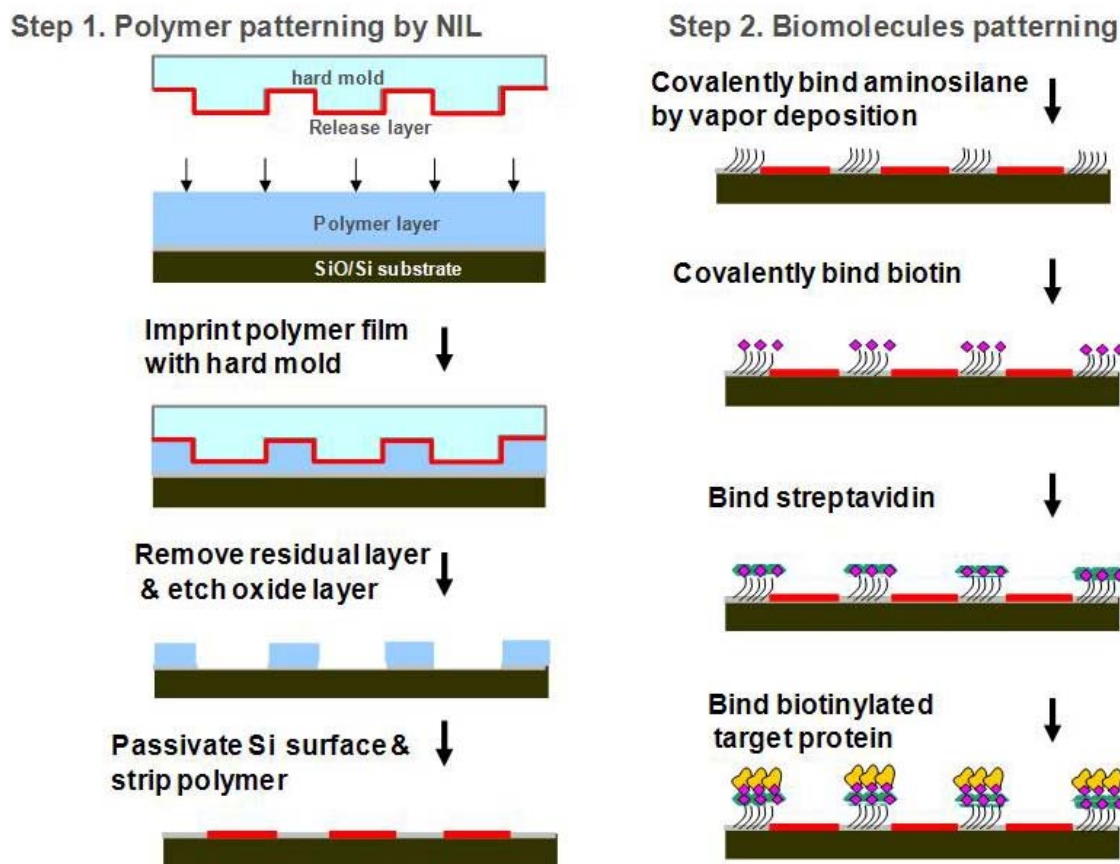 Step 1. Polymer patterning by NIL
hard mold
Release layer
Polymer layer
SiO/Si substrate
Imprint polymer film
with hard mold
Remove residual layer
& etch oxide layer
Passivate Si surface &
strip polymer
Step 2. Biomolecules patterning
Covalently bind aminosilane
by vapor deposition
Covalently bind biotin
Bind streptavidin
Bind biotinylated
target protein